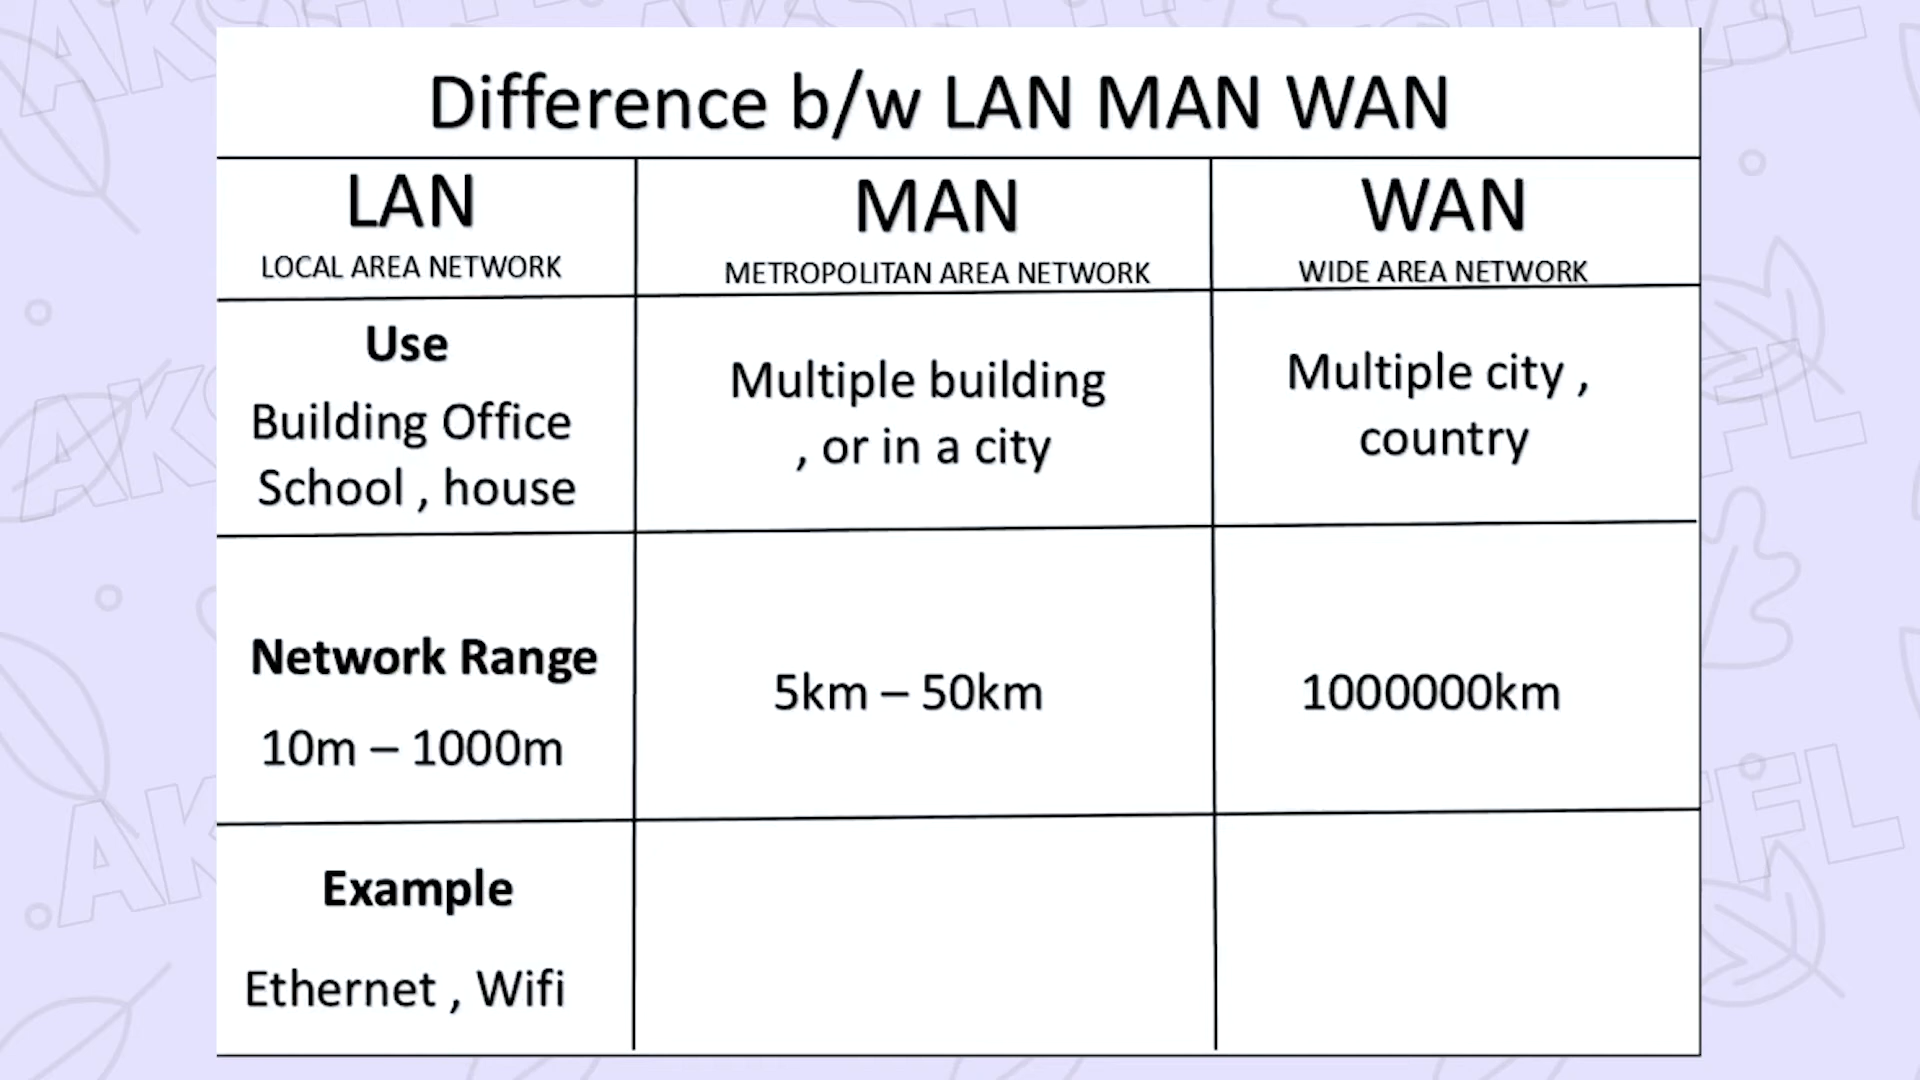 Difference b/w LAN MAN WAN
LAN
LOCAL AREA NETWORK
MAN
METROPOLITAN AREA NETWORK
WAN
WIDE AREA NETWORK
Use
Building Office
School , house
Multiple building
, or in a city
Multiple city ,
country
Network Range
10m – 1000m
5km – 50km
1000000km
Example
Ethernet , Wifi